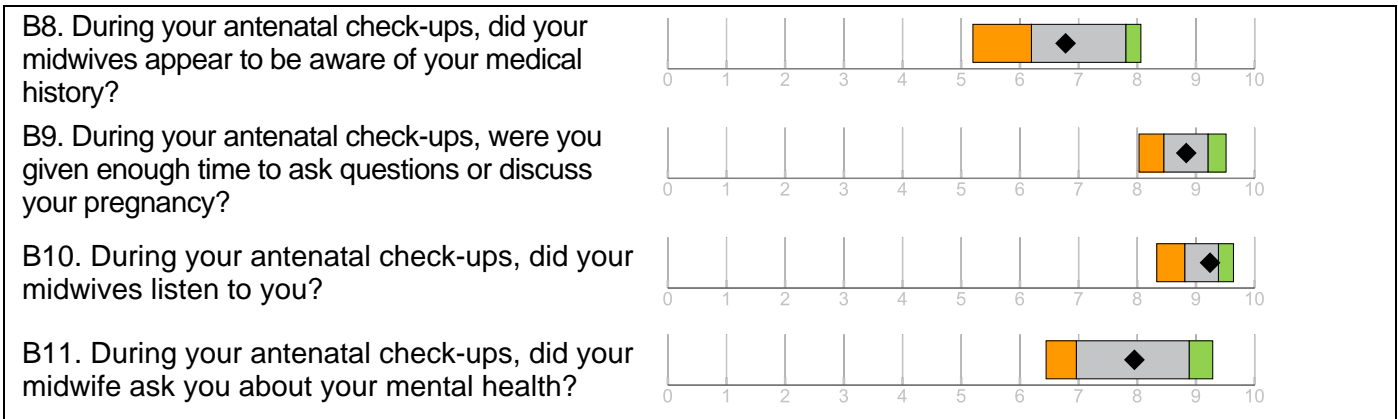 B8. During your antenatal check-ups, did your
midwives appear to be aware of your medical
history?
0 1 2 3 4 5 6 7 8 9 10
B9. During your antenatal check-ups, were you
given enough time to ask questions or discuss
your pregnancy?
0 1 2 3 4 5 6 7 8 9 10
B10. During your antenatal check-ups, did your
midwives listen to you?
0 1 2 3 4 5 6 7 8 9 10
B11. During your antenatal check-ups, did your
midwife ask you about your mental health?
0 1 2 3 4 5 6 7 8 9 10